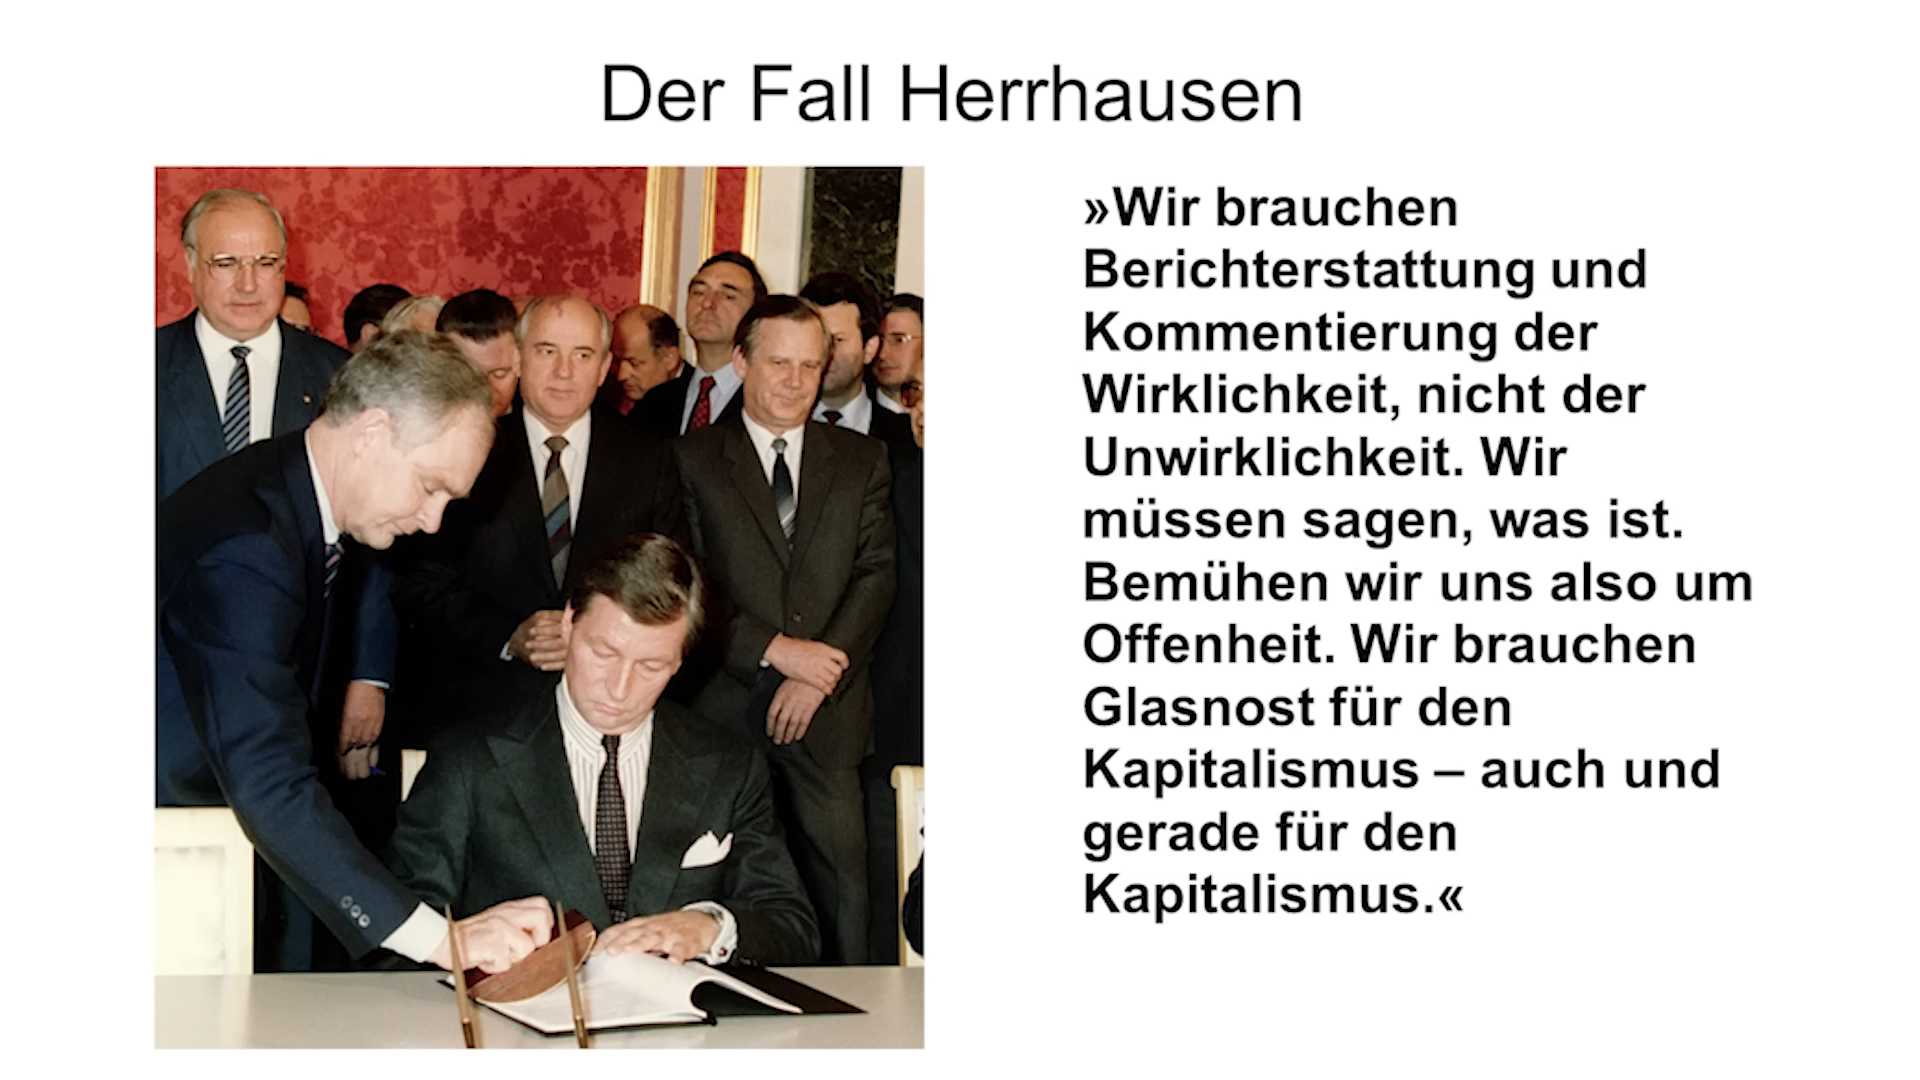 Der Fall Herrhausen
»Wir brauchen
Berichterstattung und
Kommentierung der
Wirklichkeit, nicht der
Unwirklichkeit. Wir
müssen sagen, was ist.
Bemühen wir uns also um
Offenheit. Wir brauchen
Glasnost für den
Kapitalismus – auch und
gerade für den
Kapitalismus.«